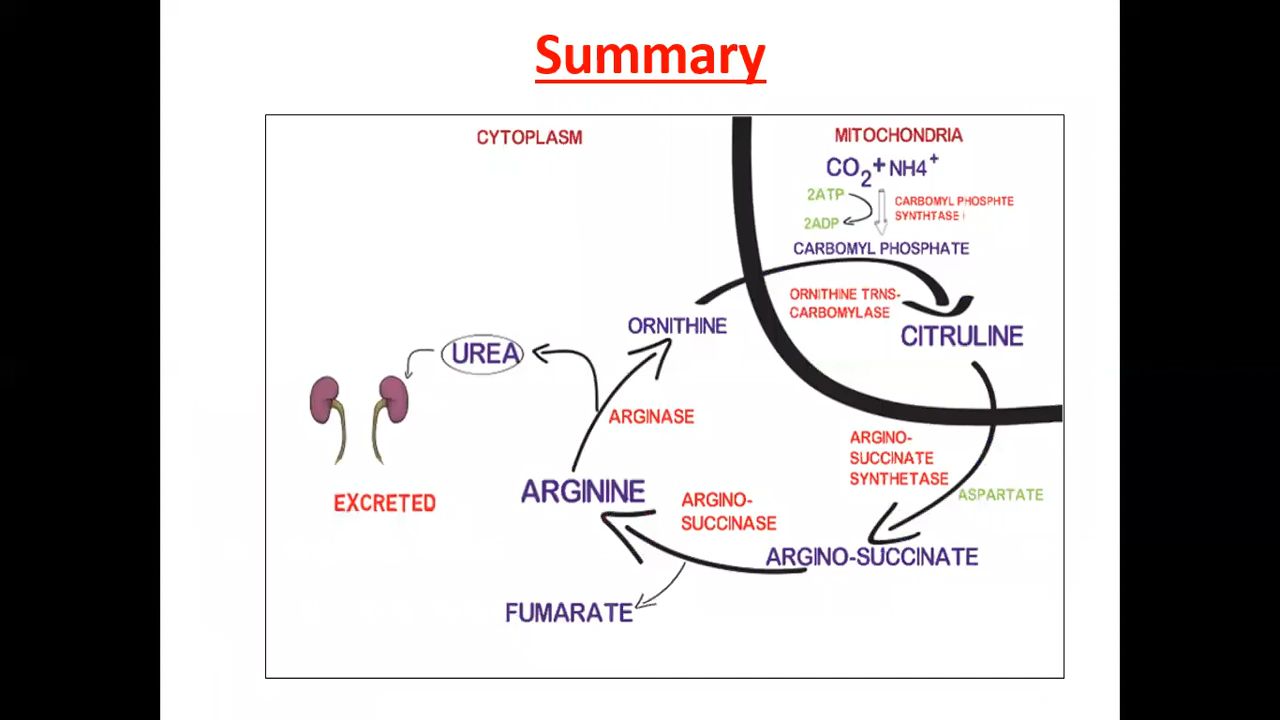 Summary
CYTOPLASM
MITOCHONDRIA
CO2+NH4+
2ATP
2ADP
CARBOMYL PHOSPHTE
SYNTHTASE I
CARBOMYL PHOSPHATE
ORNITHINE TRNS-
CARBOMYLASE
ORNITHINE
CITRULINE
UREA
ARGINASE
ARGINO-
SUCCINATE
SYNTHETASE
ASPARTATE
ARGININE
ARGINO-
SUCCINASE
EXCRETED
ARGINO-SUCCINATE
FUMARATE